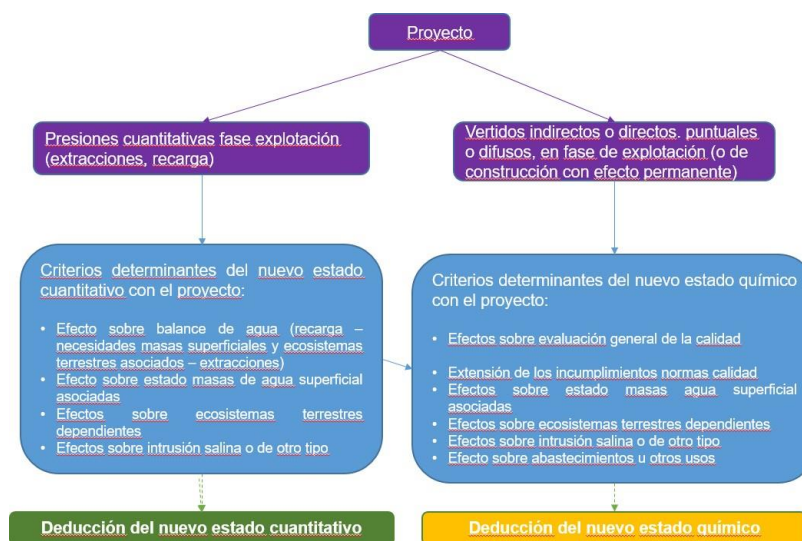 Proyecto
Presiones cuantitativas fase explotación
(extracciones, recarga)
Vertidos indirectos o directos. puntuales
o difusos, en fase de explotación (o de
construcción con efecto permanente)
Criterios determinantes del nuevo estado
cuantitativo con el proyecto:
• Efecto sobre balance de agua (recarga –
necesidades masas superficiales y ecosistemas
terrestres asociados – extracciones)
• Efecto sobre estado masas de agua superficial
asociadas
• Efectos sobre ecosistemas terrestres
dependientes
• Efectos sobre intrusión salina o de otro tipo
Criterios determinantes del nuevo estado químico
con el proyecto:
• Efectos sobre evaluación general de la calidad
• Extensión de los incumplimientos normas calidad
• Efectos sobre estado masas agua superficial
asociadas
• Efectos sobre ecosistemas terrestres dependientes
• Efectos sobre intrusión salina o de otro tipo
• Efecto sobre abastecimientos u otros usos
Deducción del nuevo estado cuantitativo
Deducción del nuevo estado químico